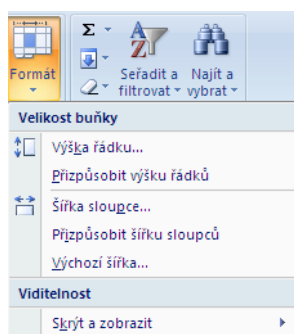 Σ
A
Z
Formát
Seřadit a
filtrovat
Najít a
vybrat
Velikost buňky
Výška řádku...
Přizpůsobit výšku řádků
Šířka sloupce...
Přizpůsobit šířku sloupců
Výchozí šířka...
Viditelnost
Skrýt a zobrazit